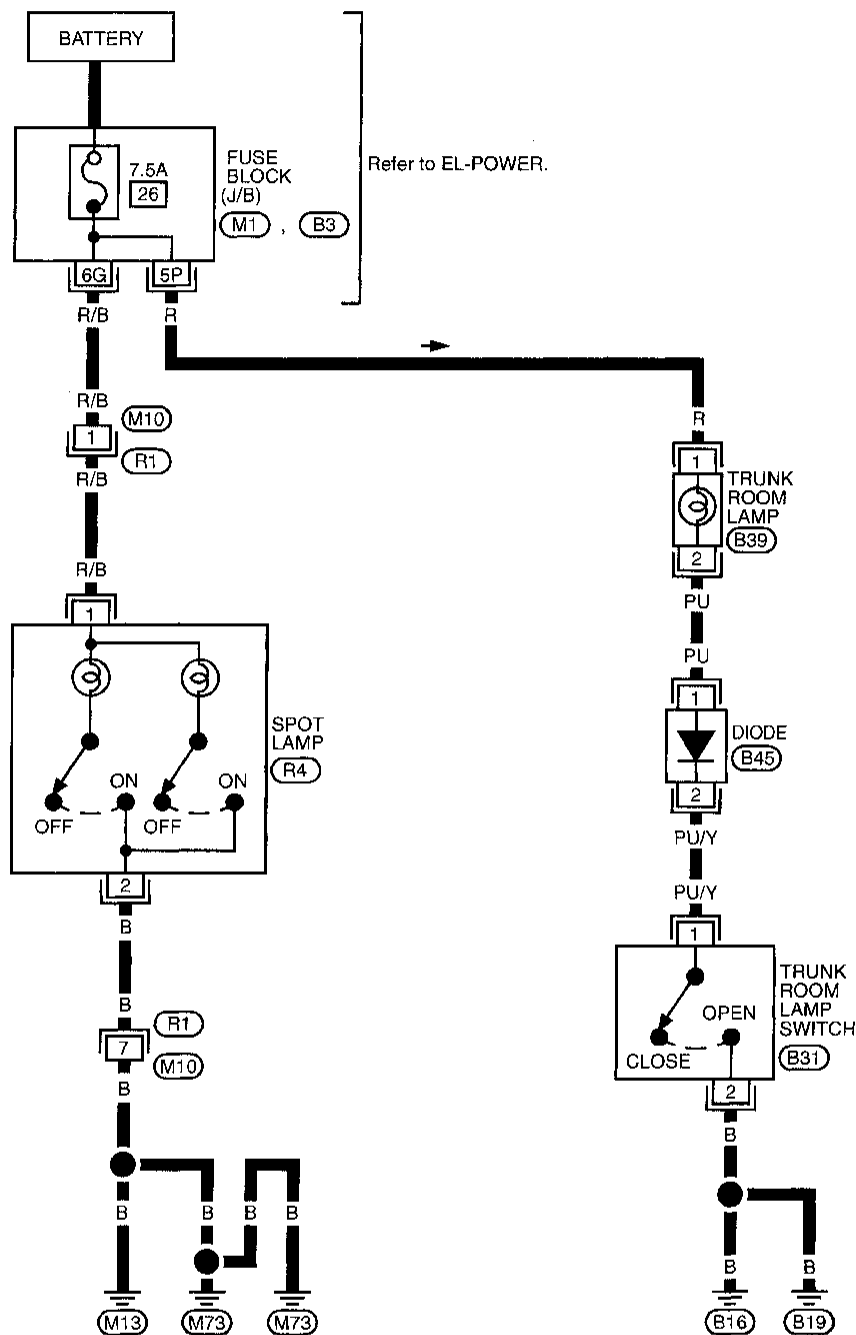 BATTERY
7.5A
26
FUSE
BLOCK
(J/B)
M1 , B3
Refer to EL-POWER.
6G
5P
R/B
R
R/B
M10
1
R1
R/B
R/B
1
SPOT
LAMP
R4
ON
ON
OFF
OFF
2
B
B
R1
7
M10
B
B
B
B
B
M13
M73
M73
R
1
TRUNK
ROOM
LAMP
B39
2
PU
PU
1
DIODE
B45
2
PU/Y
PU/Y
1
TRUNK
ROOM
LAMP
SWITCH
B31
OPEN
CLOSE
2
B
B
B
B16
B19